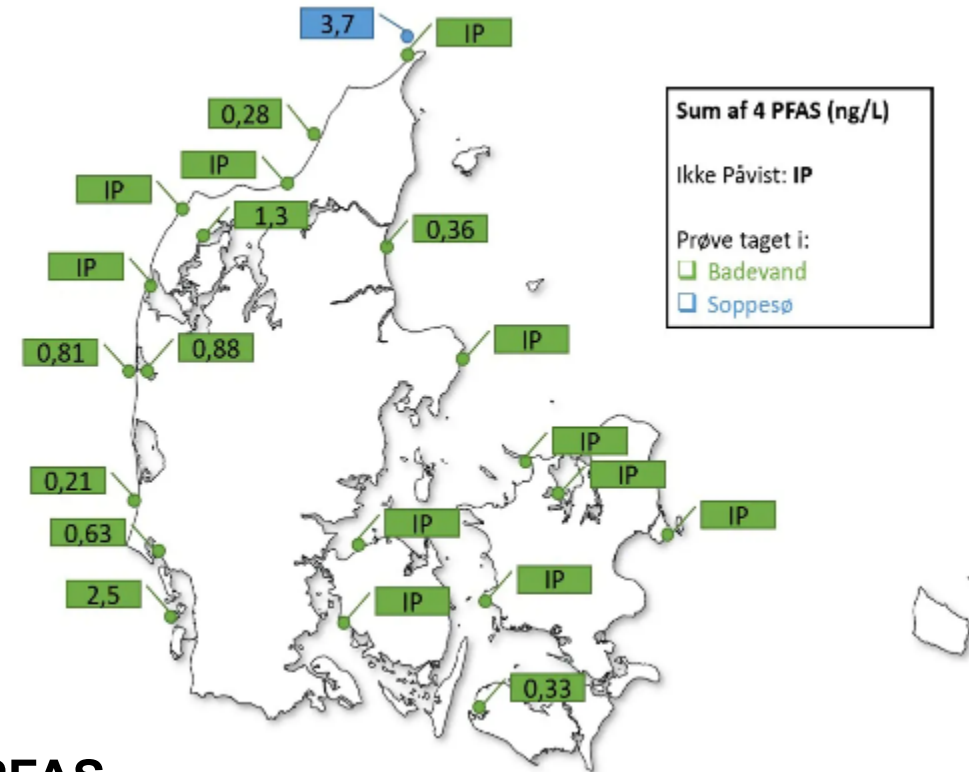 3,7
IP
0,28
IP
IP
1,3
0,36
IP
IP
0,81
0,88
IP
IP
0,21
IP
0,63
IP
IP
2,5
IP
IP
0,33
Sum af 4 PFAS (ng/L)
Ikke Påvist: IP
Prøve taget i:
Badevand
Soppesø
PFAS